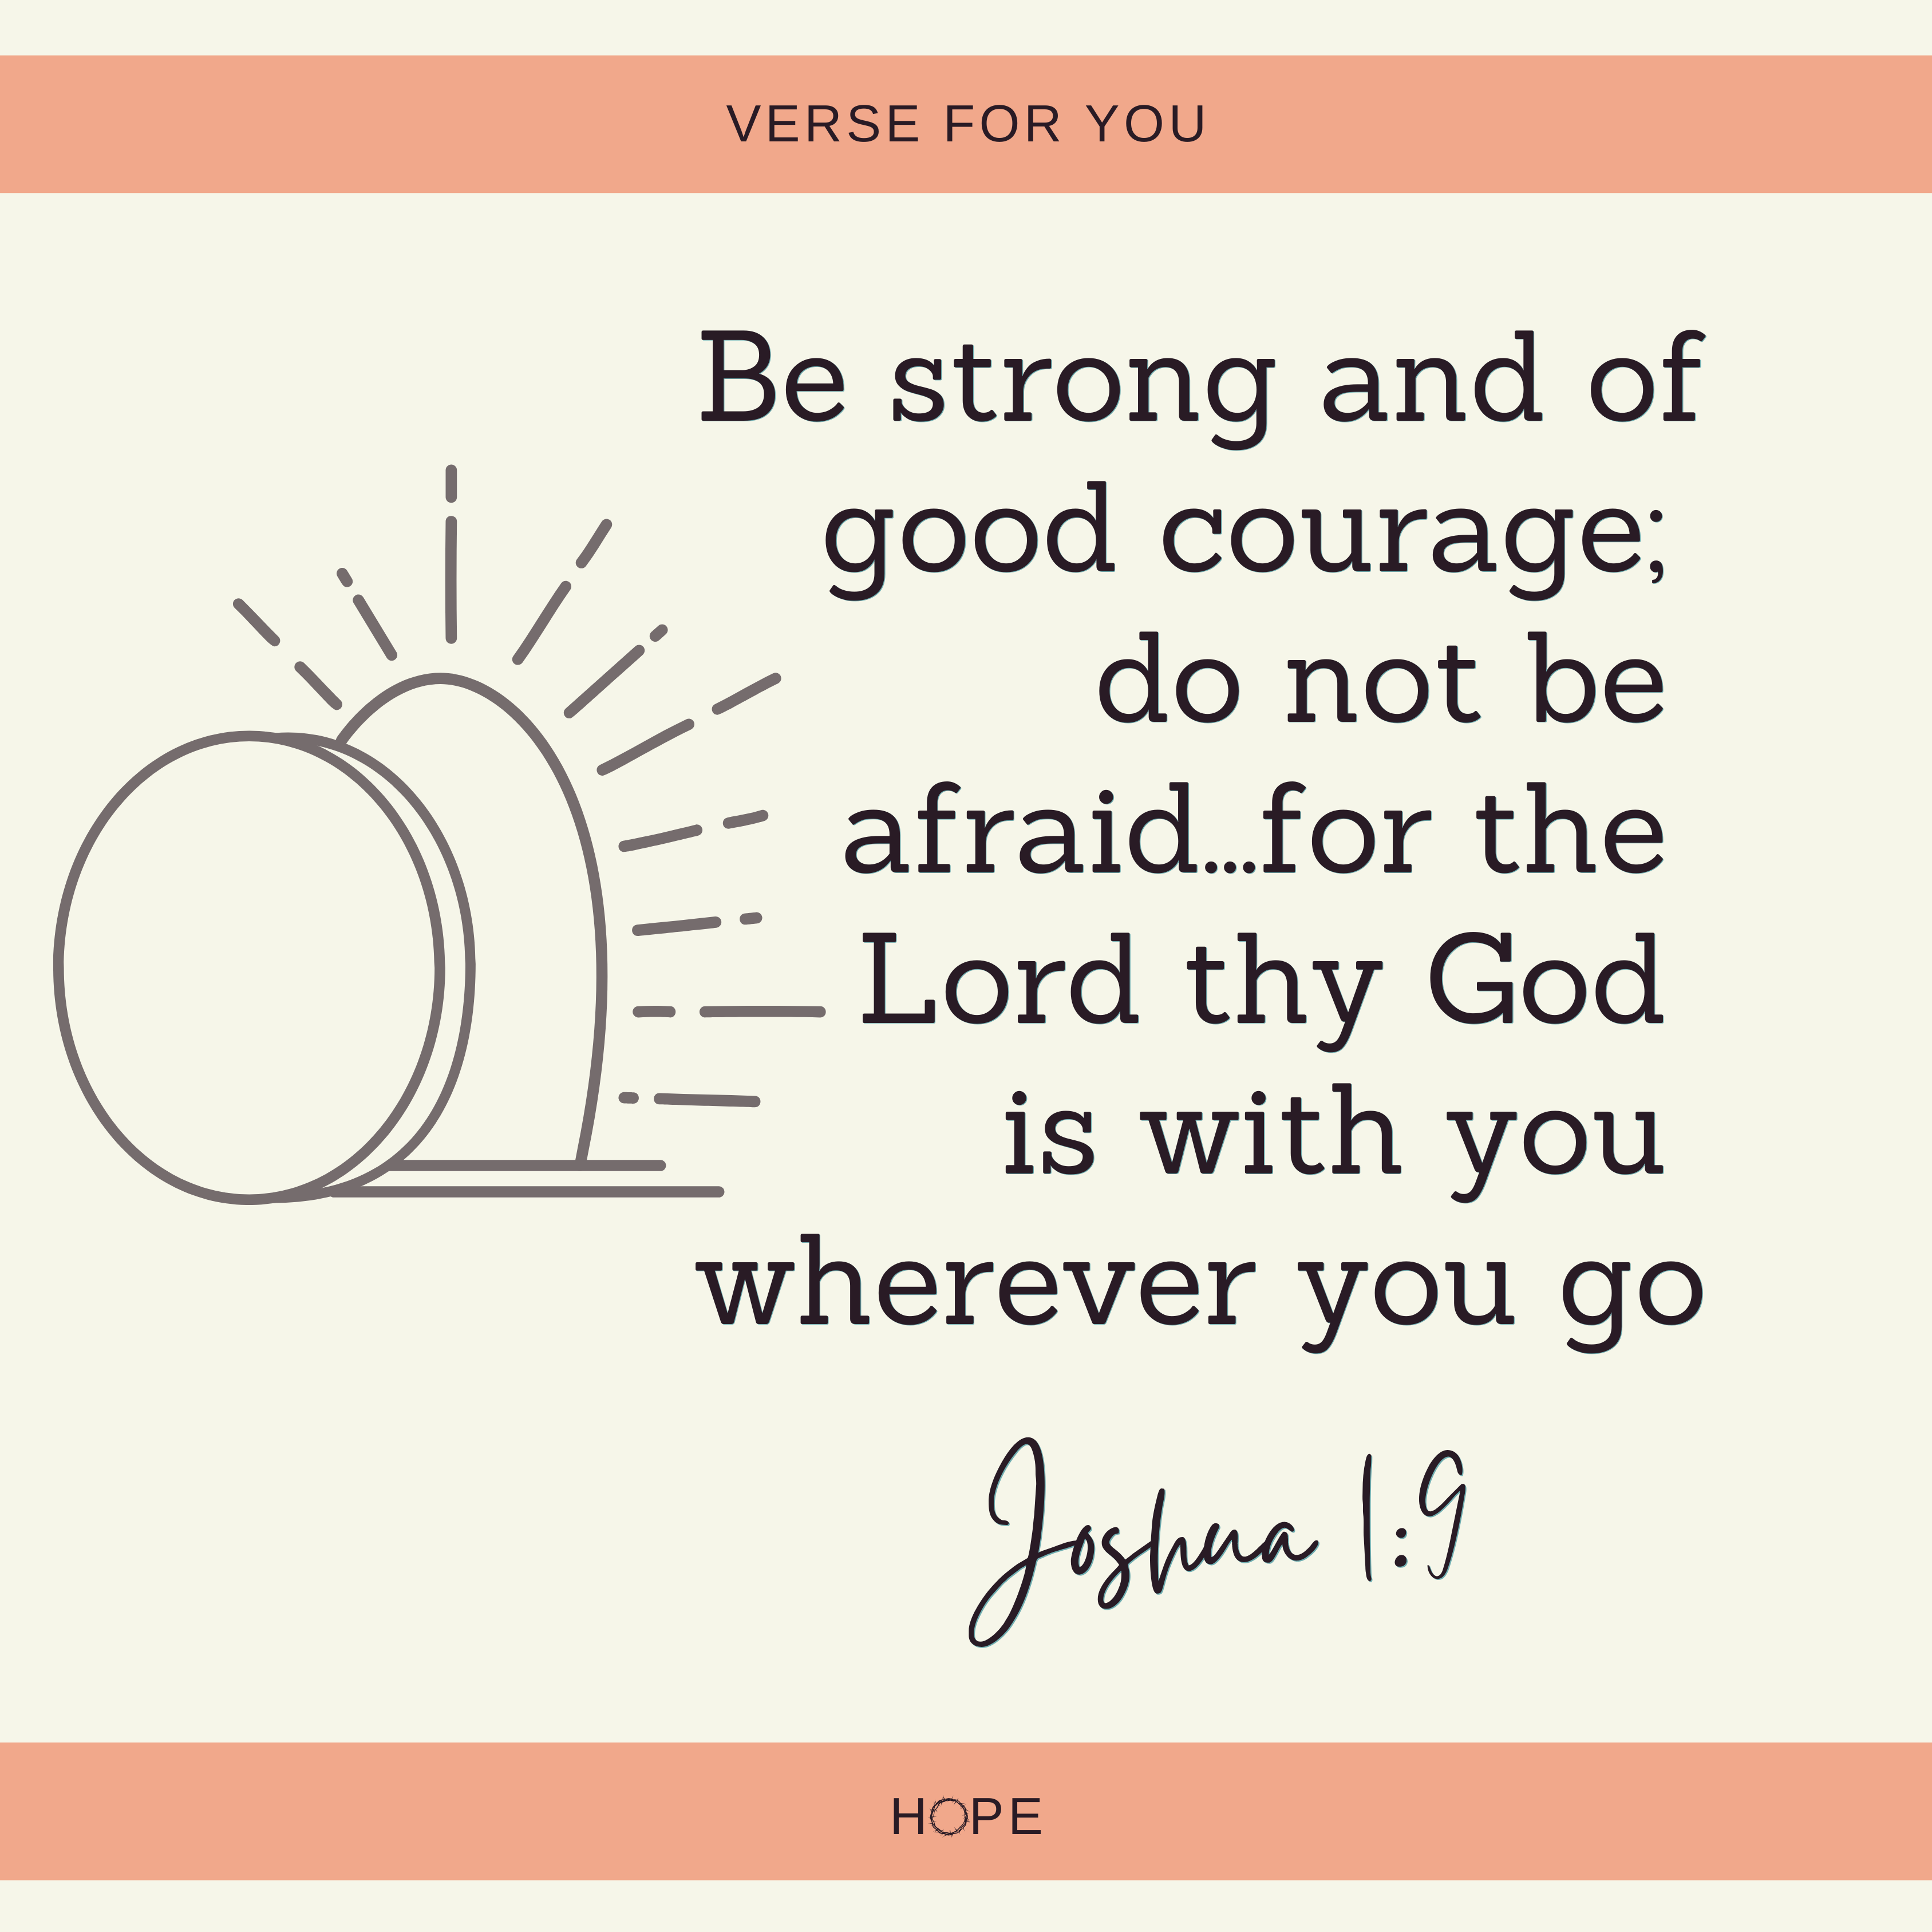 VERSE FOR YOU
Be strong and of
good courage;
do not be
afraid...for the
Lord thy God
is with you
wherever you go
Joshua 1:9
HOPE